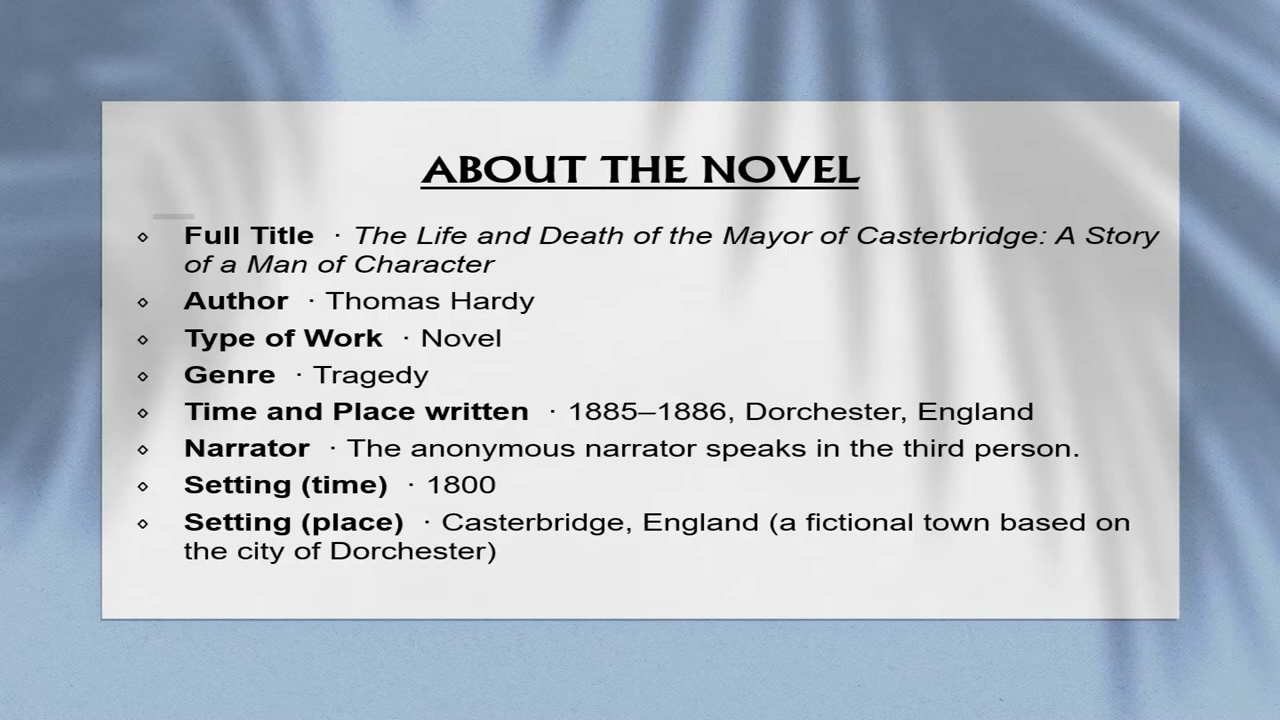 ABOUT THE NOVEL
⋄ Full Title · The Life and Death of the Mayor of Casterbridge: A Story
of a Man of Character
⋄ Author · Thomas Hardy
⋄ Type of Work · Novel
⋄ Genre · Tragedy
⋄ Time and Place written · 1885–1886, Dorchester, England
⋄ Narrator · The anonymous narrator speaks in the third person.
⋄ Setting (time) · 1800
⋄ Setting (place) · Casterbridge, England (a fictional town based on
the city of Dorchester)